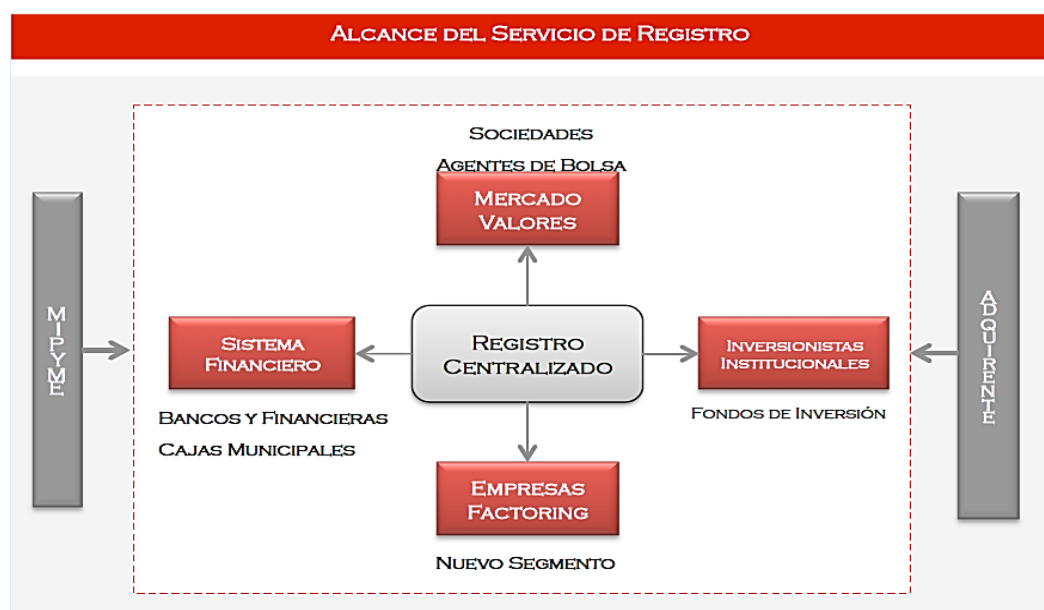 ALCANCE DEL SERVICIO DE REGISTRO
SOCIEDADES
AGENTES DE BOLSA
MERCADO
VALORES
MIPYME
SISTEMA
FINANCIERO
BANCOS Y FINANCIERAS
CAJAS MUNICIPALES
REGISTRO
CENTRALIZADO
INVERSIONISTAS
INSTITUCIONALES
FONDOS DE INVERSIÓN
ADQUIRENTE
EMPRESAS
FACTORING
NUEVO SEGMENTO